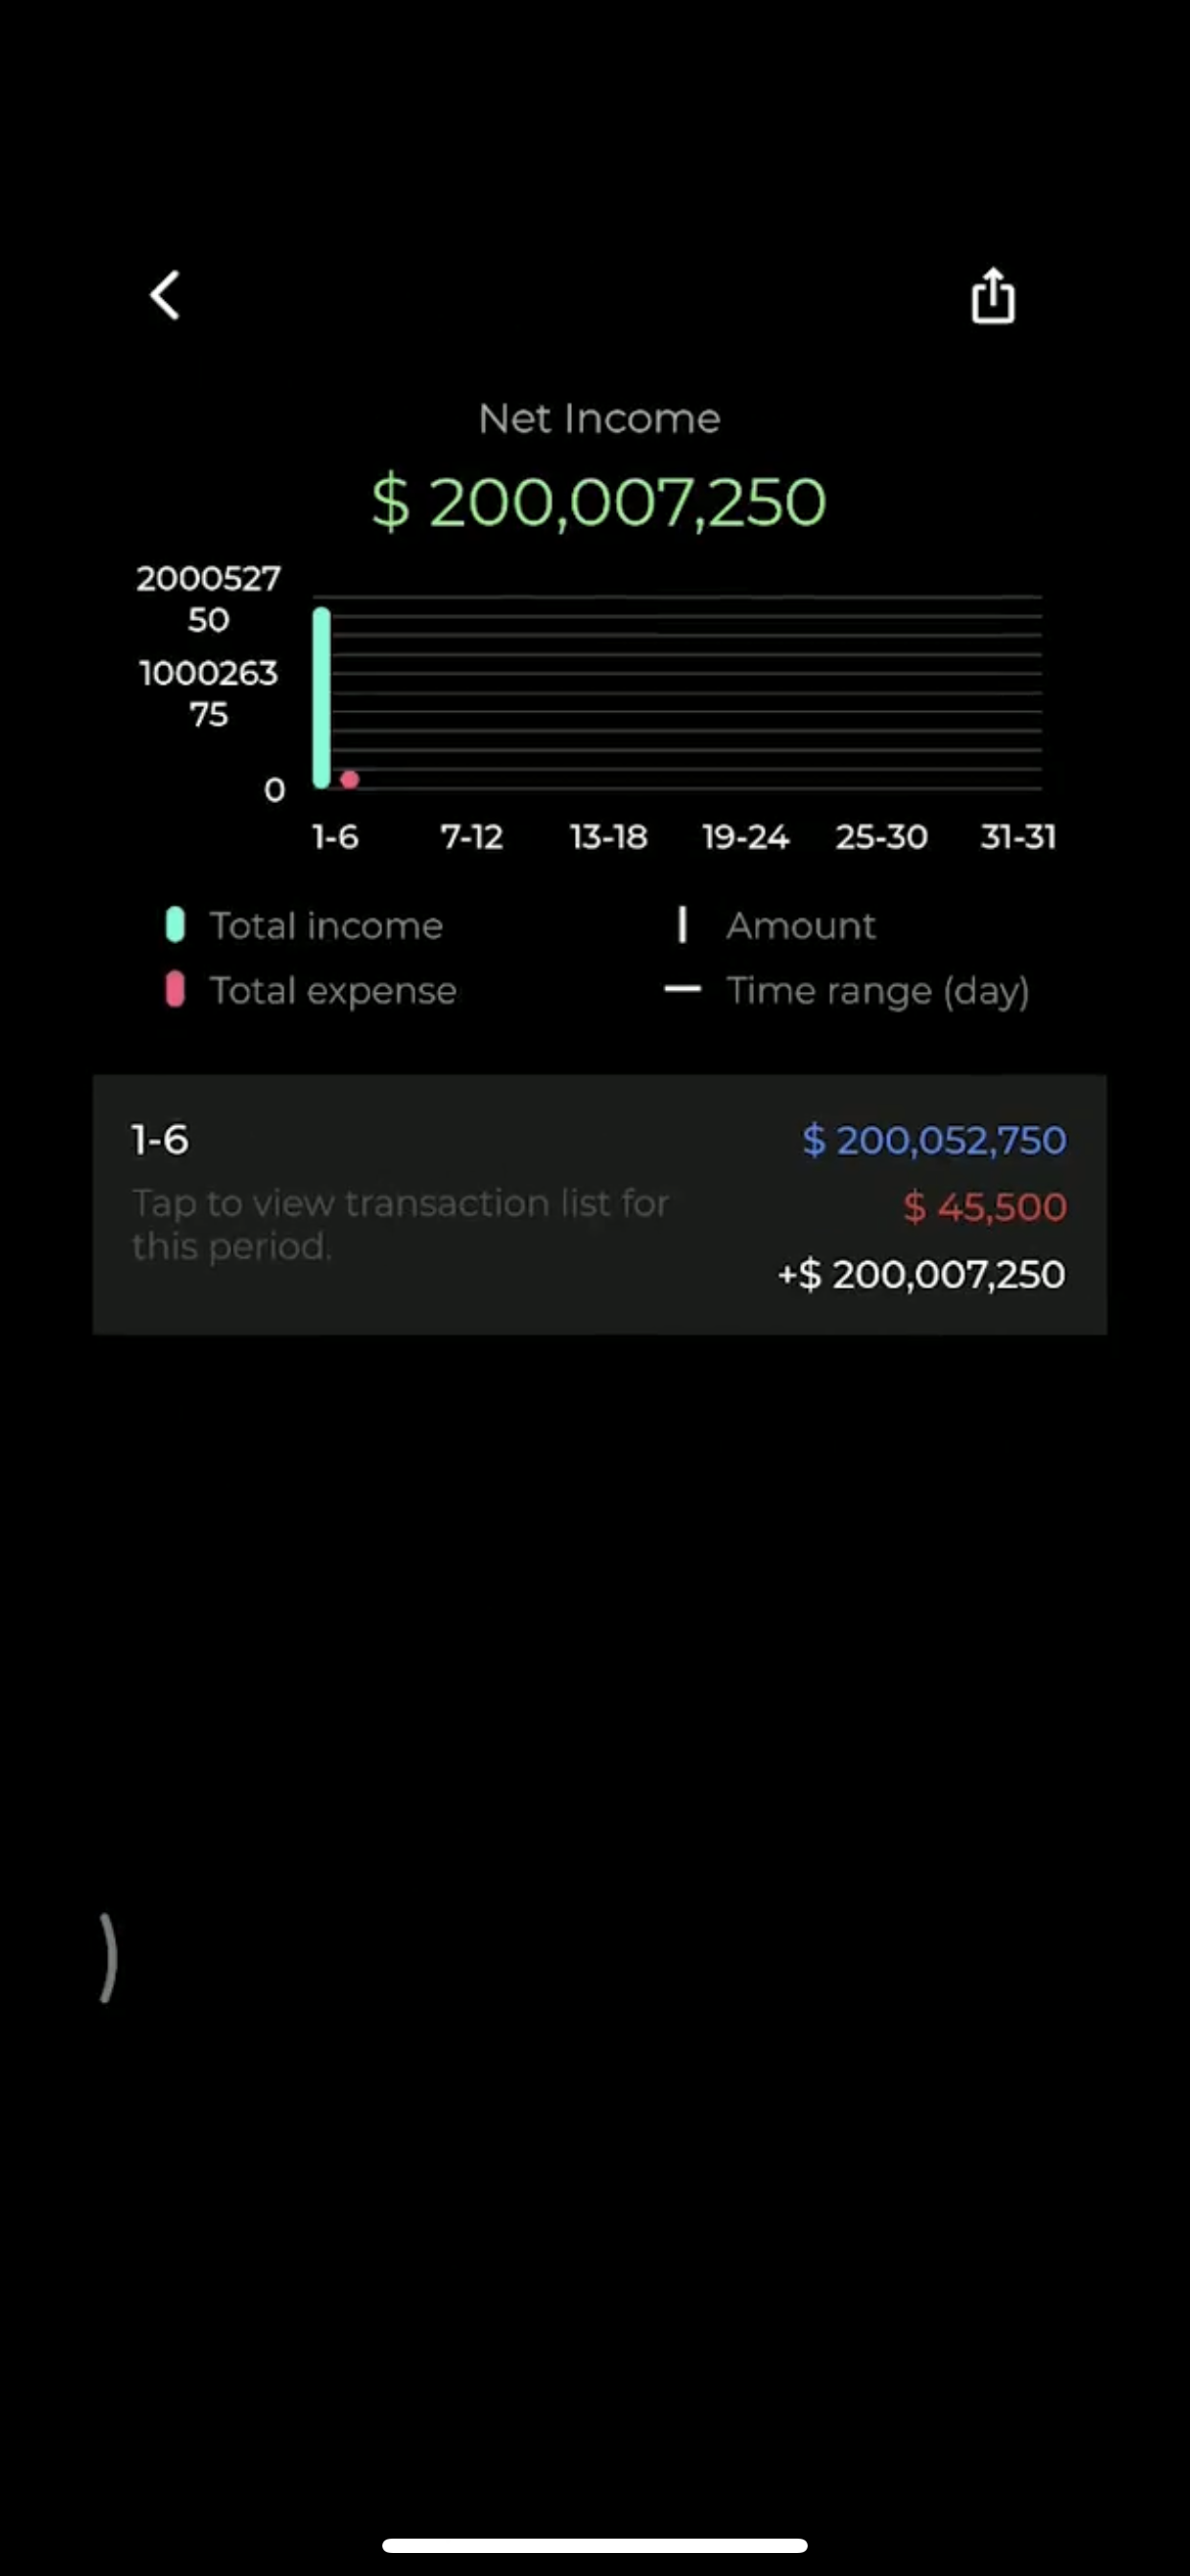 Net Income
$ 200,007,250
2000527
50
1000263
75
0
1-6 7-12 13-18 19-24 25-30 31-31
Total income
Amount
Total expense
Time range (day)
1-6
$ 200,052,750
Tap to view transaction list for
this period.
$ 45,500
+$ 200,007,250